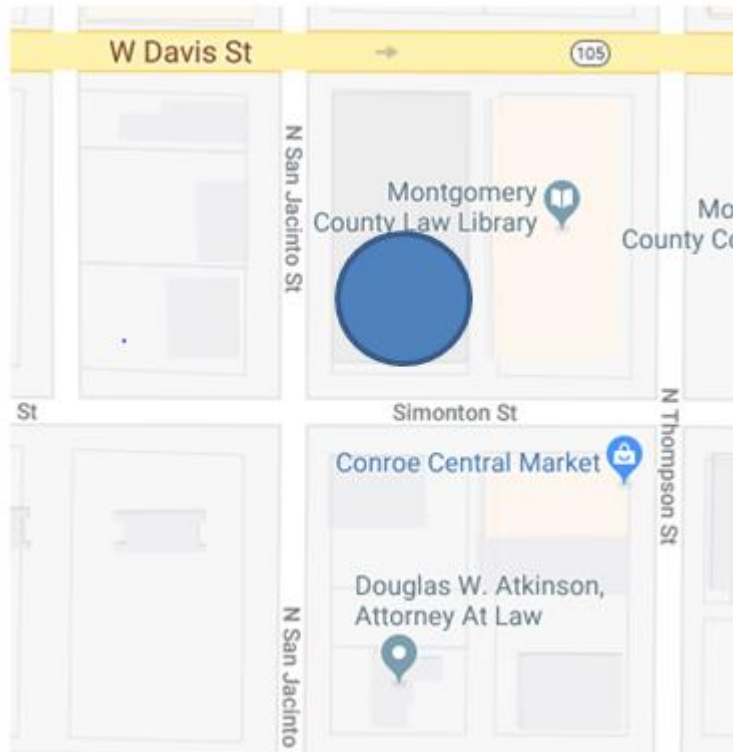 W Davis St
105
N San Jacinto St
Montgomery
County Law Library
Mo
County Co
St
Simonton St
N Thompson St
Conroe Central Market
Douglas W. Atkinson,
Attorney At Law
N San Jacinto